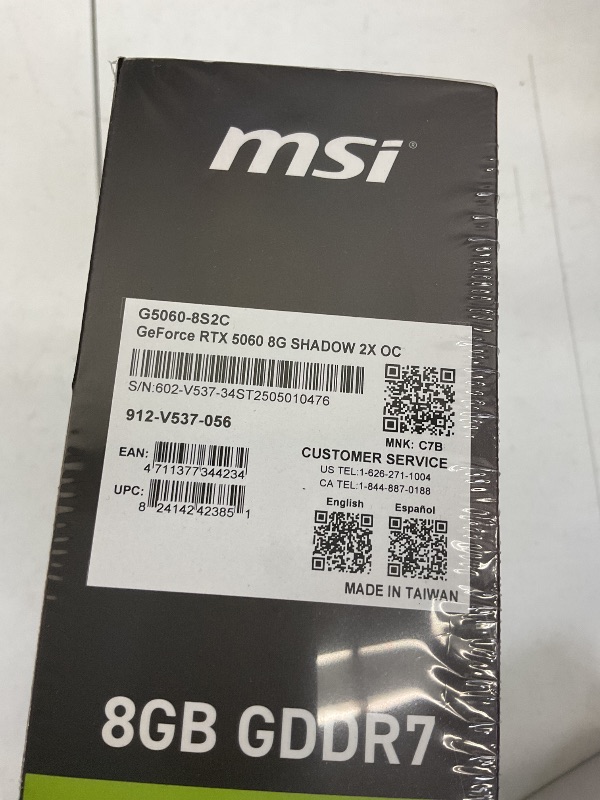 msi®
G5060-8S2C
GeForce RTX 5060 8G SHADOW 2X OC
S/N:602-V537-34ST2505010476
912-V537-056
MNK: C7B
EAN:
4 711377 344234
UPC:
8 24142 42385 1
CUSTOMER SERVICE
US TEL:1-626-271-1004
CA TEL:1-844-887-0188
English Español
MADE IN TAIWAN
8GB GDDR7